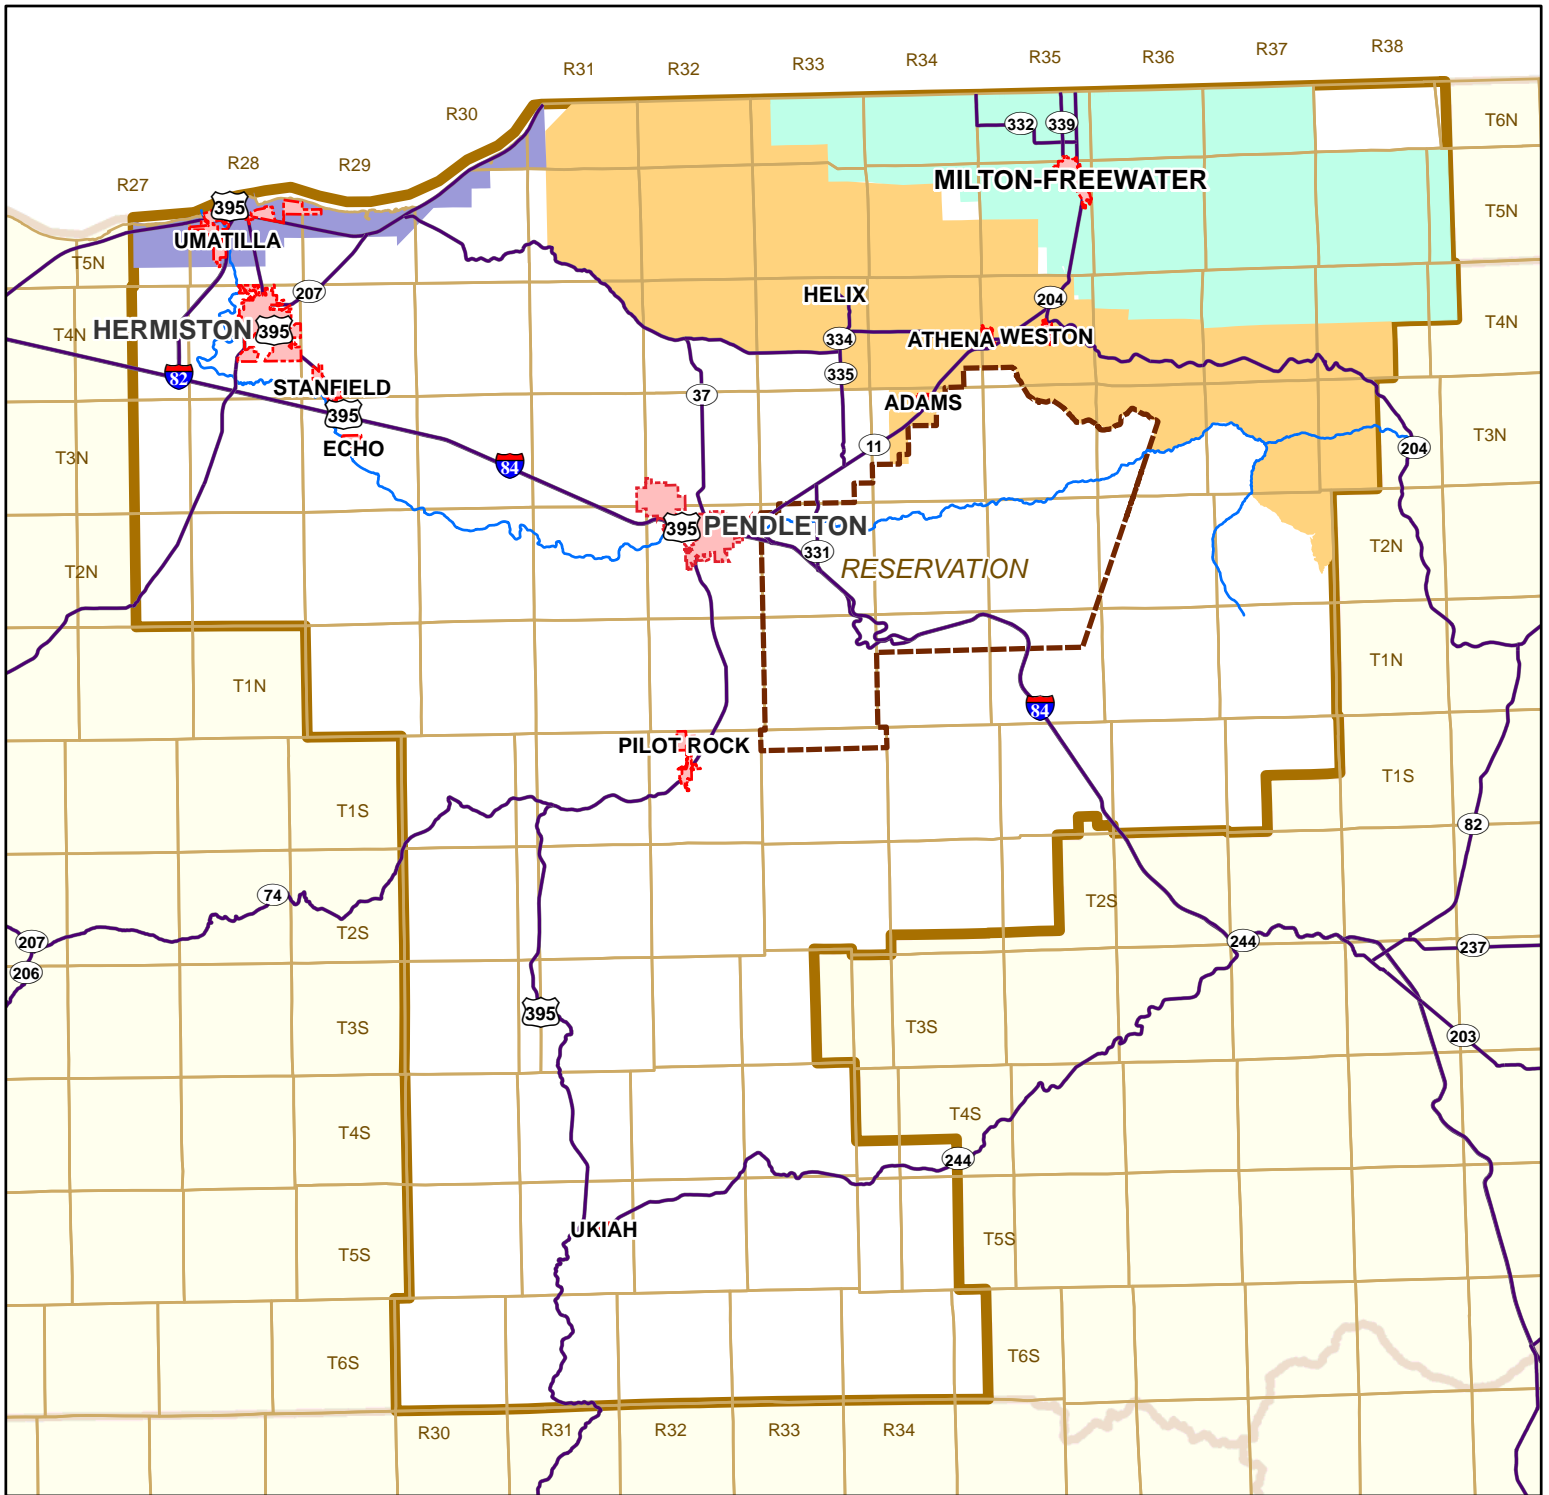 R38
R37
R36
R35
R34
R33
R32
R31
R30
T6N
332
339
R28
R29
R27
MILTON-FREEWATER
395
T5N
UMATILLA
T5N
207
HELIX
204
T4N
HERMISTON
395
334
ATHENA
WESTON
T4N
82
335
STANFIELD
37
ADAMS
395
T3N
11
204
ECHO
T3N
84
395
PENDLETON
331
T2N
RESERVATION
T2N
T1N
T1N
84
PILOT ROCK
T1S
T1S
82
74
T2S
T2S
207
244
237
206
395
T3S
T3S
203
T4S
T4S
244
UKIAH
T5S
T5S
T6S
T6S
R30
R31
R32
R33
R34